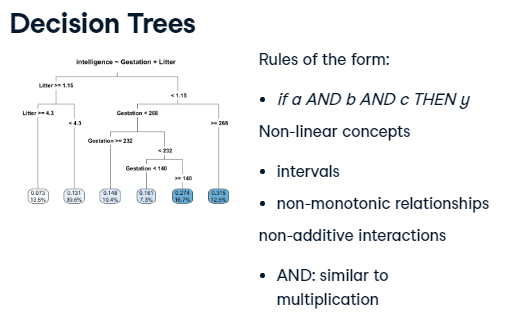 Decision Trees
intelligence ~ Gestation + Litter
Litter >= 1.15
< 1.15
Litter >= 4.3
< 4.3
Gestation < 268
>= 268
Gestation >= 232
< 232
Gestation < 140
>= 140
0.073
13.5%
0.131
30.6%
0.148
10.4%
0.161
7.3%
0.274
16.7%
0.315
12.5%
Rules of the form:
• if a AND b AND c THEN y
Non-linear concepts
• intervals
• non-monotonic relationships
non-additive interactions
• AND: similar to
multiplication